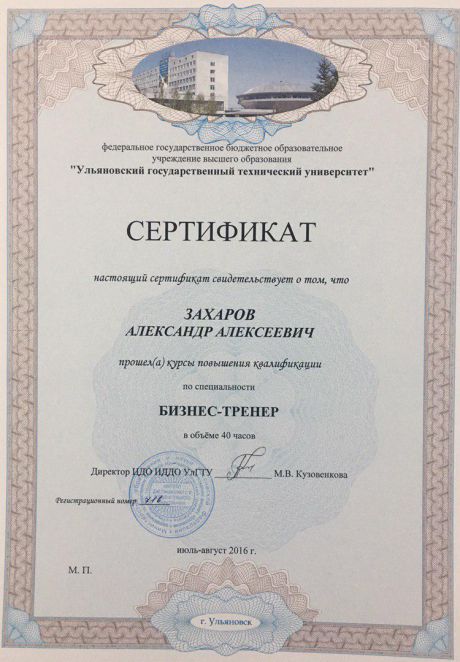 федеральное государственное бюджетное образовательное
учреждение высшего образования
"Ульяновский государственный технический университет"
СЕРТИФИКАТ
настоящий сертификат свидетельствует о том, что
ЗАХАРОВ
АЛЕКСАНДР АЛЕКСЕЕВИЧ
прошел(а) курсы повышения квалификации
по специальности
БИЗНЕС-ТРЕНЕР
в объёме 40 часов
Директор ИДО ИДДО УлГТУ М.В. Кузовенкова
Регистрационный номер
июль-август 2016 г.
М. П.
г. Ульяновск